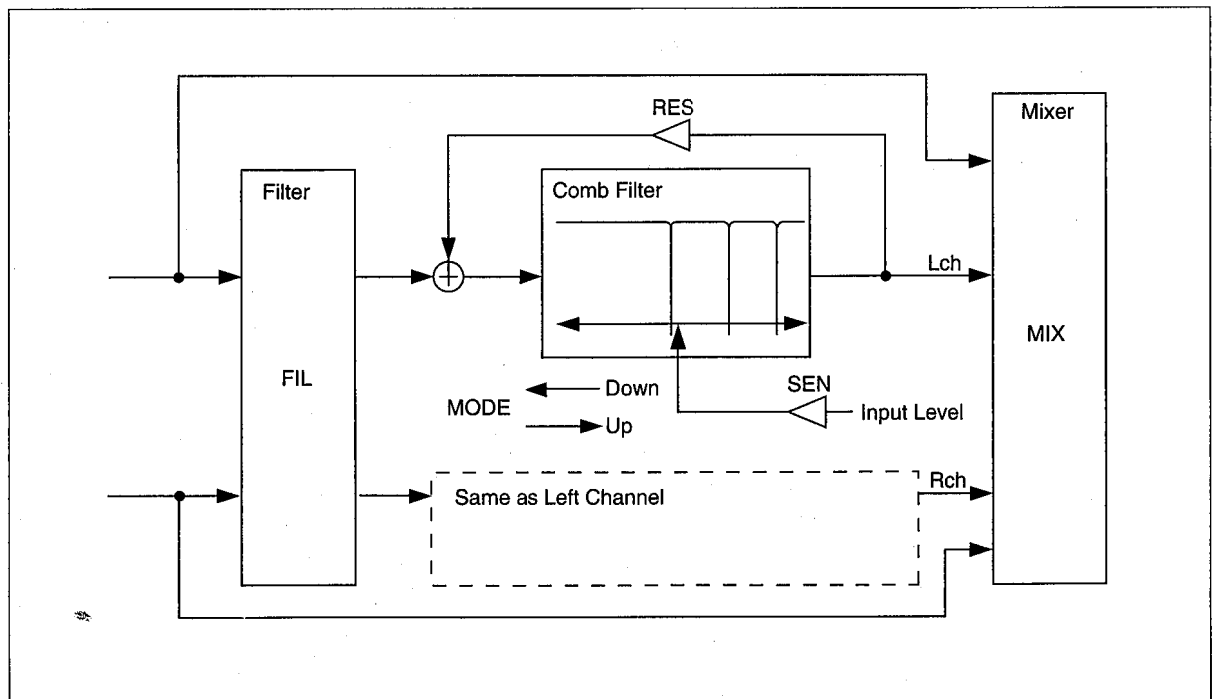 RES
Mixer
Filter
Comb Filter
Lch
MIX
FIL
SEN
MODE
Down
Input Level
Up
Same as Left Channel
Rch